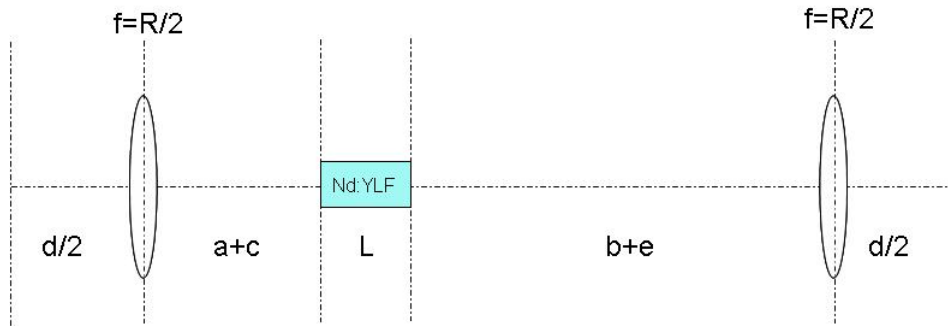 f=R/2
f=R/2
Nd:YLF
d/2
a+c
L
b+e
d/2